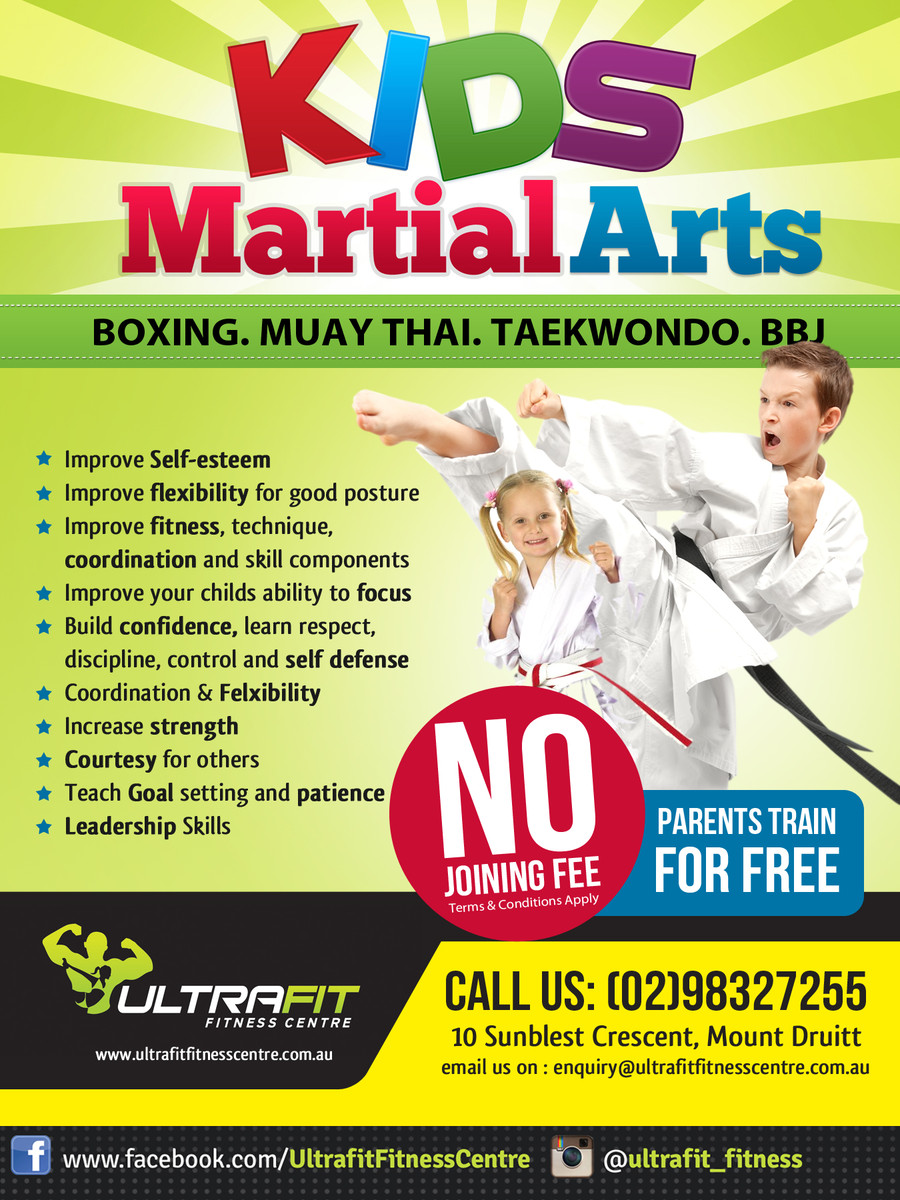 KIDS
Martial Arts
BOXING. MUAY THAI. TAEKWONDO. BBJ
Improve Self-esteem
Improve flexibility for good posture
Improve fitness, technique,
coordination and skill components
Improve your childs ability to focus
Build confidence, learn respect,
discipline, control and self defense
Coordination & Felxibility
Increase strength
Courtesy for others
Teach Goal setting and patience
Leadership Skills
NO
JOINING FEE
Terms & Conditions Apply
PARENTS TRAIN
FOR FREE
ULTRAFIT
FITNESS CENTRE
www.ultrafitfitnesscentre.com.au
CALL US: (02)98327255
10 Sunblest Crescent, Mount Druitt
email us on : enquiry@ultrafitfitnesscentre.com.au
f www.facebook.com/UltrafitFitnessCentre
@ultrafit_fitness